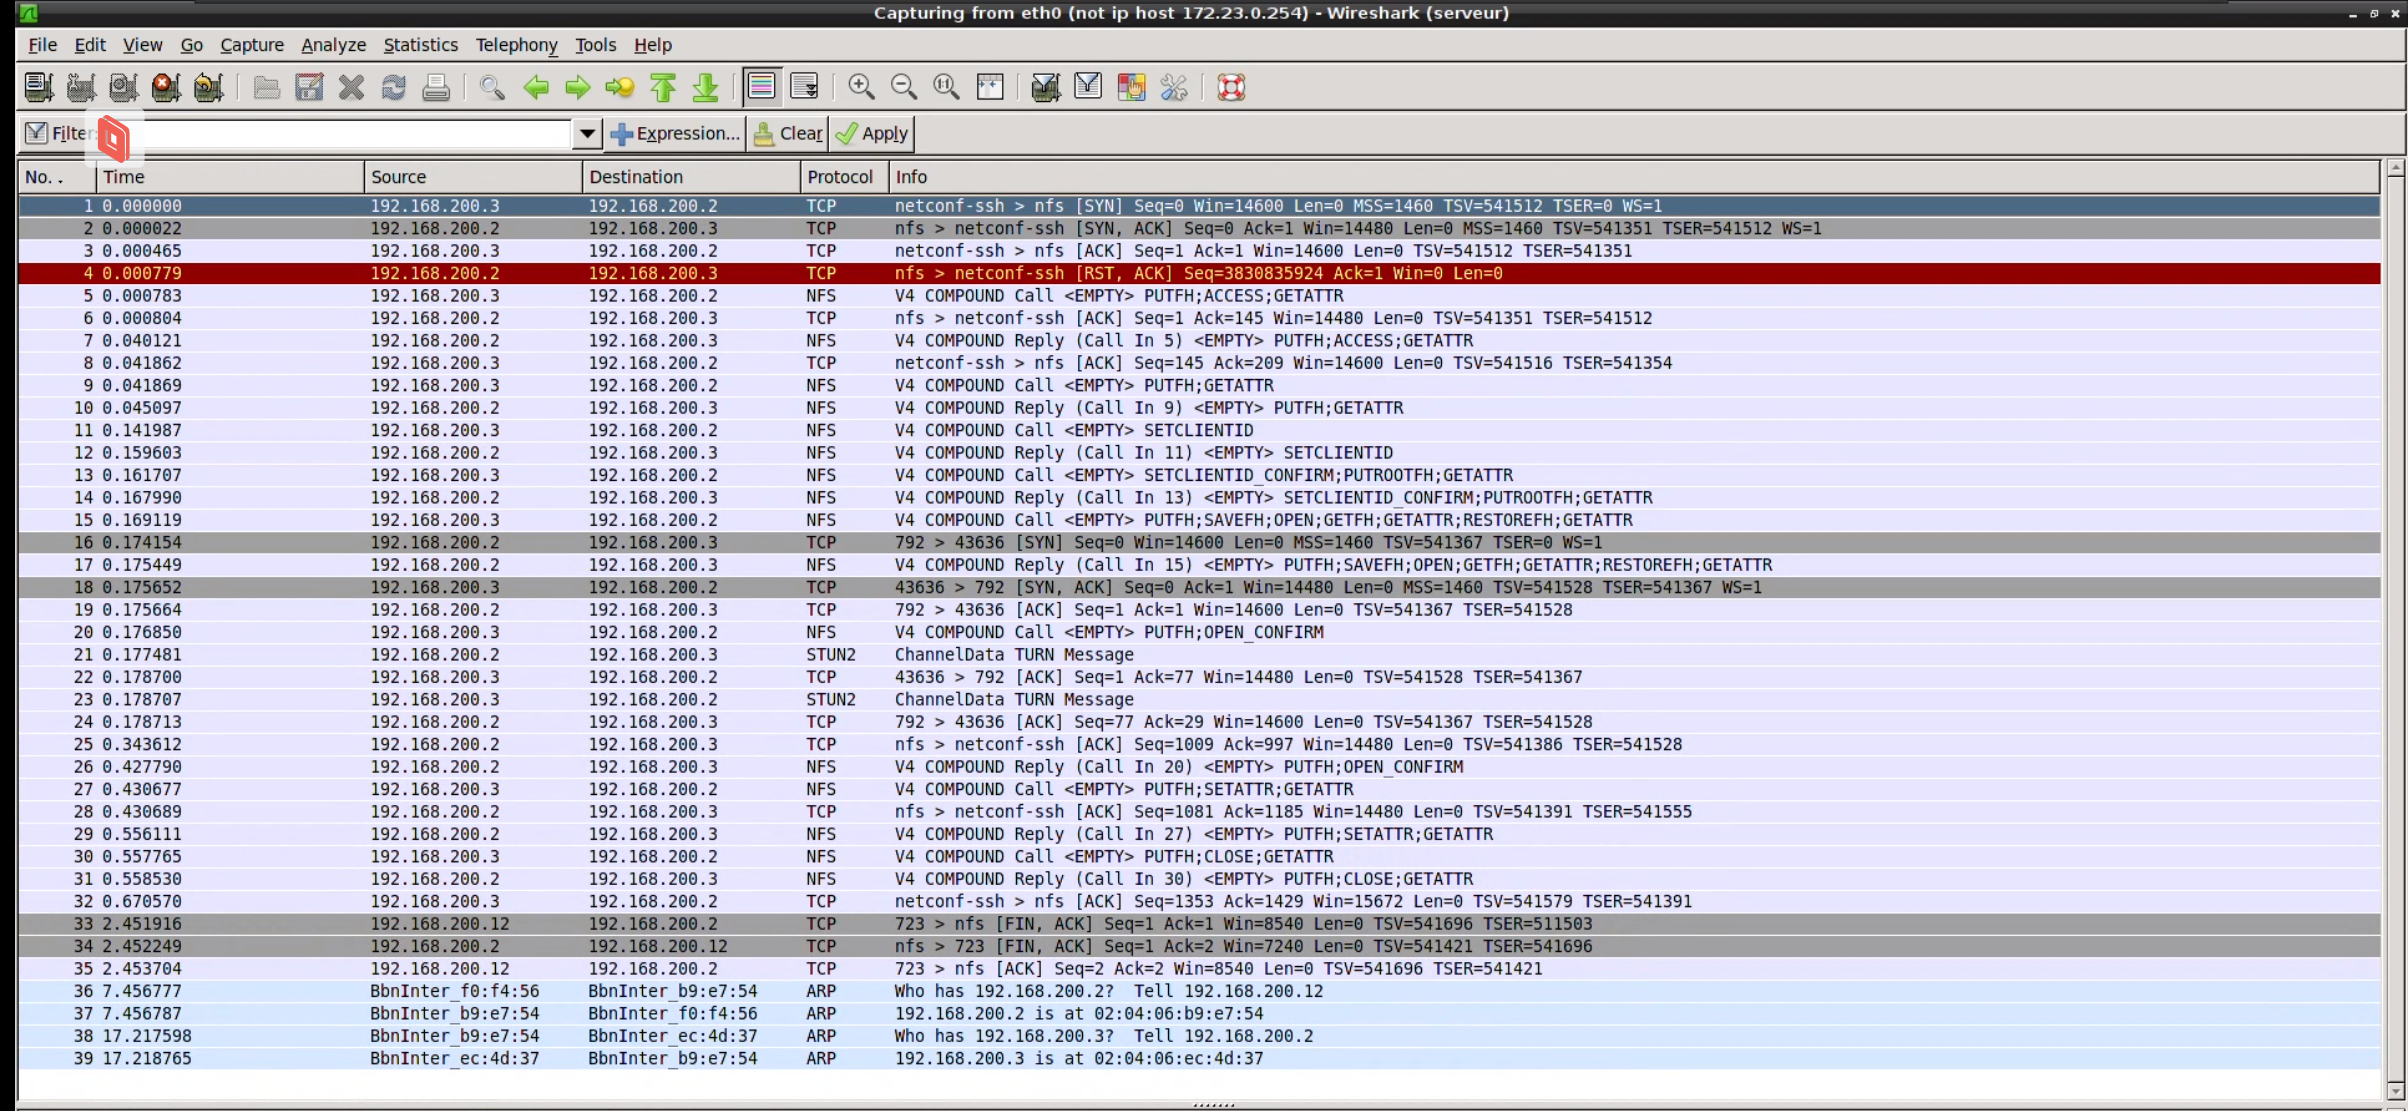 Capturing from eth0 (not ip host 172.23.0.254) - Wireshark (serveur)
File Edit View Go Capture Analyze Statistics Telephony Tools Help
Filter Expression... Clear Apply
No. . Time Source Destination Protocol Info
1 0.000000 192.168.200.3 192.168.200.2 TCP netconf-ssh > nfs [SYN] Seq=0 Win=14600 Len=0 MSS=1460 TSV=541512 TSER=0 WS=1
2 0.000022 192.168.200.2 192.168.200.3 TCP nfs > netconf-ssh [SYN, ACK] Seq=0 Ack=1 Win=14480 Len=0 MSS=1460 TSV=541351 TSER=541512 WS=1
3 0.000465 192.168.200.3 192.168.200.2 TCP netconf-ssh > nfs [ACK] Seq=1 Ack=1 Win=14600 Len=0 TSV=541512 TSER=541351
4 0.000779 192.168.200.2 192.168.200.3 TCP nfs > netconf-ssh [RST, ACK] Seq=3830835924 Ack=1 Win=0 Len=0
5 0.000783 192.168.200.3 192.168.200.2 NFS V4 COMPOUND Call <EMPTY> PUTFH;ACCESS;GETATTR
6 0.000804 192.168.200.2 192.168.200.3 TCP nfs > netconf-ssh [ACK] Seq=1 Ack=145 Win=14480 Len=0 TSV=541351 TSER=541512
7 0.040121 192.168.200.2 192.168.200.3 NFS V4 COMPOUND Reply (Call In 5) <EMPTY> PUTFH;ACCESS;GETATTR
8 0.041862 192.168.200.3 192.168.200.2 TCP netconf-ssh > nfs [ACK] Seq=145 Ack=209 Win=14600 Len=0 TSV=541516 TSER=541354
9 0.041869 192.168.200.3 192.168.200.2 NFS V4 COMPOUND Call <EMPTY> PUTFH;GETATTR
10 0.045097 192.168.200.2 192.168.200.3 NFS V4 COMPOUND Reply (Call In 9) <EMPTY> PUTFH;GETATTR
11 0.141987 192.168.200.3 192.168.200.2 NFS V4 COMPOUND Call <EMPTY> SETCLIENTID
12 0.159603 192.168.200.2 192.168.200.3 NFS V4 COMPOUND Reply (Call In 11) <EMPTY> SETCLIENTID
13 0.161707 192.168.200.3 192.168.200.2 NFS V4 COMPOUND Call <EMPTY> SETCLIENTID_CONFIRM;PUTROOTFH;GETATTR
14 0.167990 192.168.200.2 192.168.200.3 NFS V4 COMPOUND Reply (Call In 13) <EMPTY> SETCLIENTID_CONFIRM;PUTROOTFH;GETATTR
15 0.169119 192.168.200.3 192.168.200.2 NFS V4 COMPOUND Call <EMPTY> PUTFH;SAVEFH;OPEN;GETFH;GETATTR;RESTOREFH;GETATTR
16 0.174154 192.168.200.2 192.168.200.3 TCP 792 > 43636 [SYN] Seq=0 Win=14600 Len=0 MSS=1460 TSV=541367 TSER=0 WS=1
17 0.175449 192.168.200.2 192.168.200.3 NFS V4 COMPOUND Reply (Call In 15) <EMPTY> PUTFH;SAVEFH;OPEN;GETFH;GETATTR;RESTOREFH;GETATTR
18 0.175652 192.168.200.3 192.168.200.2 TCP 43636 > 792 [SYN, ACK] Seq=0 Ack=1 Win=14480 Len=0 MSS=1460 TSV=541528 TSER=541367 WS=1
19 0.175664 192.168.200.2 192.168.200.3 TCP 792 > 43636 [ACK] Seq=1 Ack=1 Win=14600 Len=0 TSV=541367 TSER=541528
20 0.176850 192.168.200.3 192.168.200.2 NFS V4 COMPOUND Call <EMPTY> PUTFH;OPEN_CONFIRM
21 0.177481 192.168.200.2 192.168.200.3 STUN2 ChannelData TURN Message
22 0.178700 192.168.200.3 192.168.200.2 TCP 43636 > 792 [ACK] Seq=1 Ack=77 Win=14480 Len=0 TSV=541528 TSER=541367
23 0.178707 192.168.200.3 192.168.200.2 STUN2 ChannelData TURN Message
24 0.178713 192.168.200.2 192.168.200.3 TCP 792 > 43636 [ACK] Seq=77 Ack=29 Win=14600 Len=0 TSV=541367 TSER=541528
25 0.343612 192.168.200.2 192.168.200.3 TCP nfs > netconf-ssh [ACK] Seq=1009 Ack=997 Win=14480 Len=0 TSV=541386 TSER=541528
26 0.427790 192.168.200.2 192.168.200.3 NFS V4 COMPOUND Reply (Call In 20) <EMPTY> PUTFH;OPEN_CONFIRM
27 0.430677 192.168.200.3 192.168.200.2 NFS V4 COMPOUND Call <EMPTY> PUTFH;SETATTR;GETATTR
28 0.430689 192.168.200.2 192.168.200.3 TCP nfs > netconf-ssh [ACK] Seq=1081 Ack=1185 Win=14480 Len=0 TSV=541391 TSER=541555
29 0.556111 192.168.200.2 192.168.200.3 NFS V4 COMPOUND Reply (Call In 27) <EMPTY> PUTFH;SETATTR;GETATTR
30 0.557765 192.168.200.3 192.168.200.2 NFS V4 COMPOUND Call <EMPTY> PUTFH;CLOSE;GETATTR
31 0.558530 192.168.200.2 192.168.200.3 NFS V4 COMPOUND Reply (Call In 30) <EMPTY> PUTFH;CLOSE;GETATTR
32 0.670570 192.168.200.3 192.168.200.2 TCP netconf-ssh > nfs [ACK] Seq=1353 Ack=1429 Win=15672 Len=0 TSV=541579 TSER=541391
33 2.451916 192.168.200.12 192.168.200.2 TCP 723 > nfs [FIN, ACK] Seq=1 Ack=1 Win=8540 Len=0 TSV=541696 TSER=511503
34 2.452249 192.168.200.2 192.168.200.12 TCP nfs > 723 [FIN, ACK] Seq=1 Ack=2 Win=7240 Len=0 TSV=541421 TSER=541696
35 2.453704 192.168.200.12 192.168.200.2 TCP 723 > nfs [ACK] Seq=2 Ack=2 Win=8540 Len=0 TSV=541696 TSER=541421
36 7.456777 BbnInter_f0:f4:56 BbnInter_b9:e7:54 ARP Who has 192.168.200.2? Tell 192.168.200.12
37 7.456787 BbnInter_b9:e7:54 BbnInter_f0:f4:56 ARP 192.168.200.2 is at 02:04:06:b9:e7:54
38 17.217598 BbnInter_b9:e7:54 BbnInter_ec:4d:37 ARP Who has 192.168.200.3? Tell 192.168.200.2
39 17.218765 BbnInter_ec:4d:37 BbnInter_b9:e7:54 ARP 192.168.200.3 is at 02:04:06:ec:4d:37